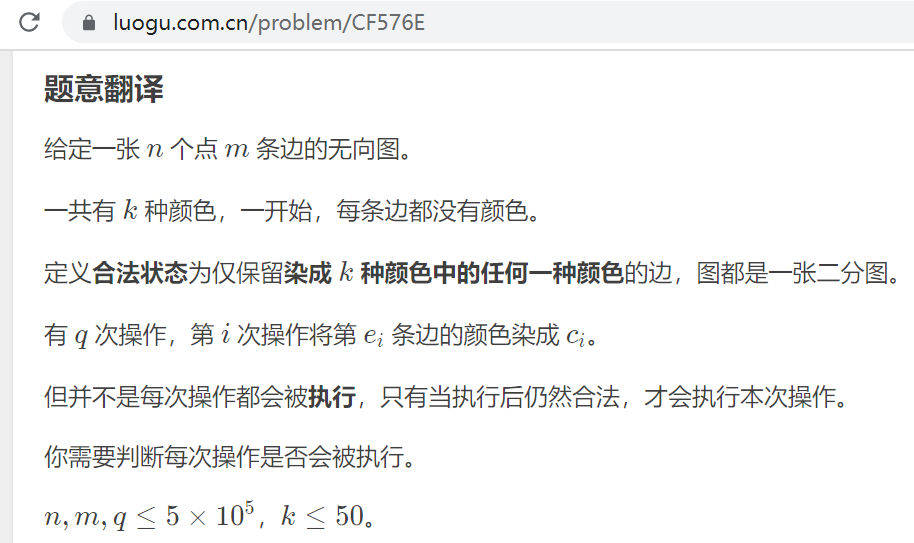 luogu.com.cn/problem/CF576E
题意翻译
给定一张 n 个点 m 条边的无向图。
一共有 k 种颜色，一开始，每条边都没有颜色。
定义合法状态为仅保留染成 k 种颜色中的任何一种颜色的边，图都是一张二分图。
有 q 次操作，第 i 次操作将第 e_i 条边的颜色染成 c_i。
但并不是每次操作都会被执行，只有当执行后仍然合法，才会执行本次操作。
你需要判断每次操作是否会被执行。
n, m, q ≤ 5 × 10^5，k ≤ 50。